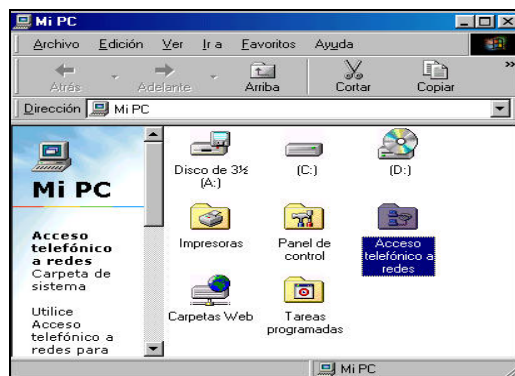 Mi PC
Archivo Edición Ver Ir a Favoritos Ayuda
Atrás Adelante Arriba Cortar Copiar »
Dirección Mi PC
Mi PC
Acceso
telefónico
a redes
Carpeta de
sistema
Utilice
Acceso
telefónico a
redes para
Disco de 3½
(A:)
(C:)
(D:)
Impresoras
Panel de
control
Acceso
telefónico a
redes
Carpetas Web
Tareas
programadas
Mi PC